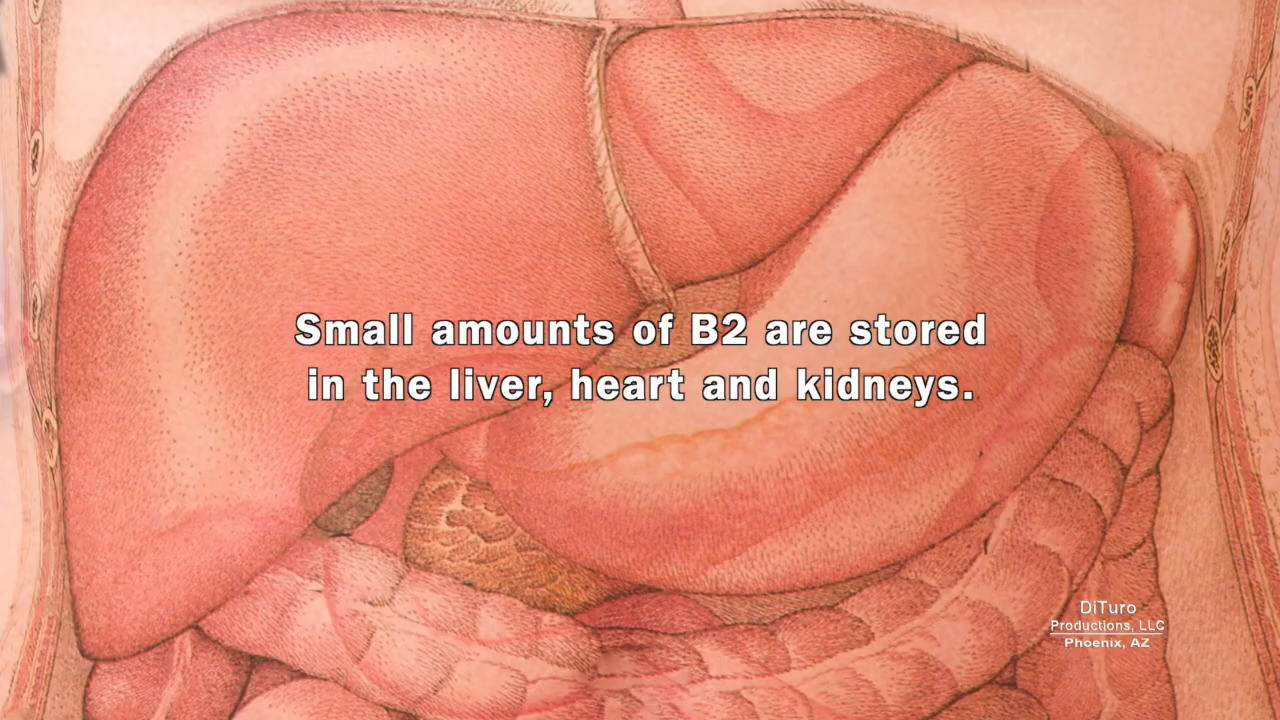 Small amounts of B2 are stored
in the liver, heart and kidneys.
DiTuro
Productions, LLC
Phoenix, AZ